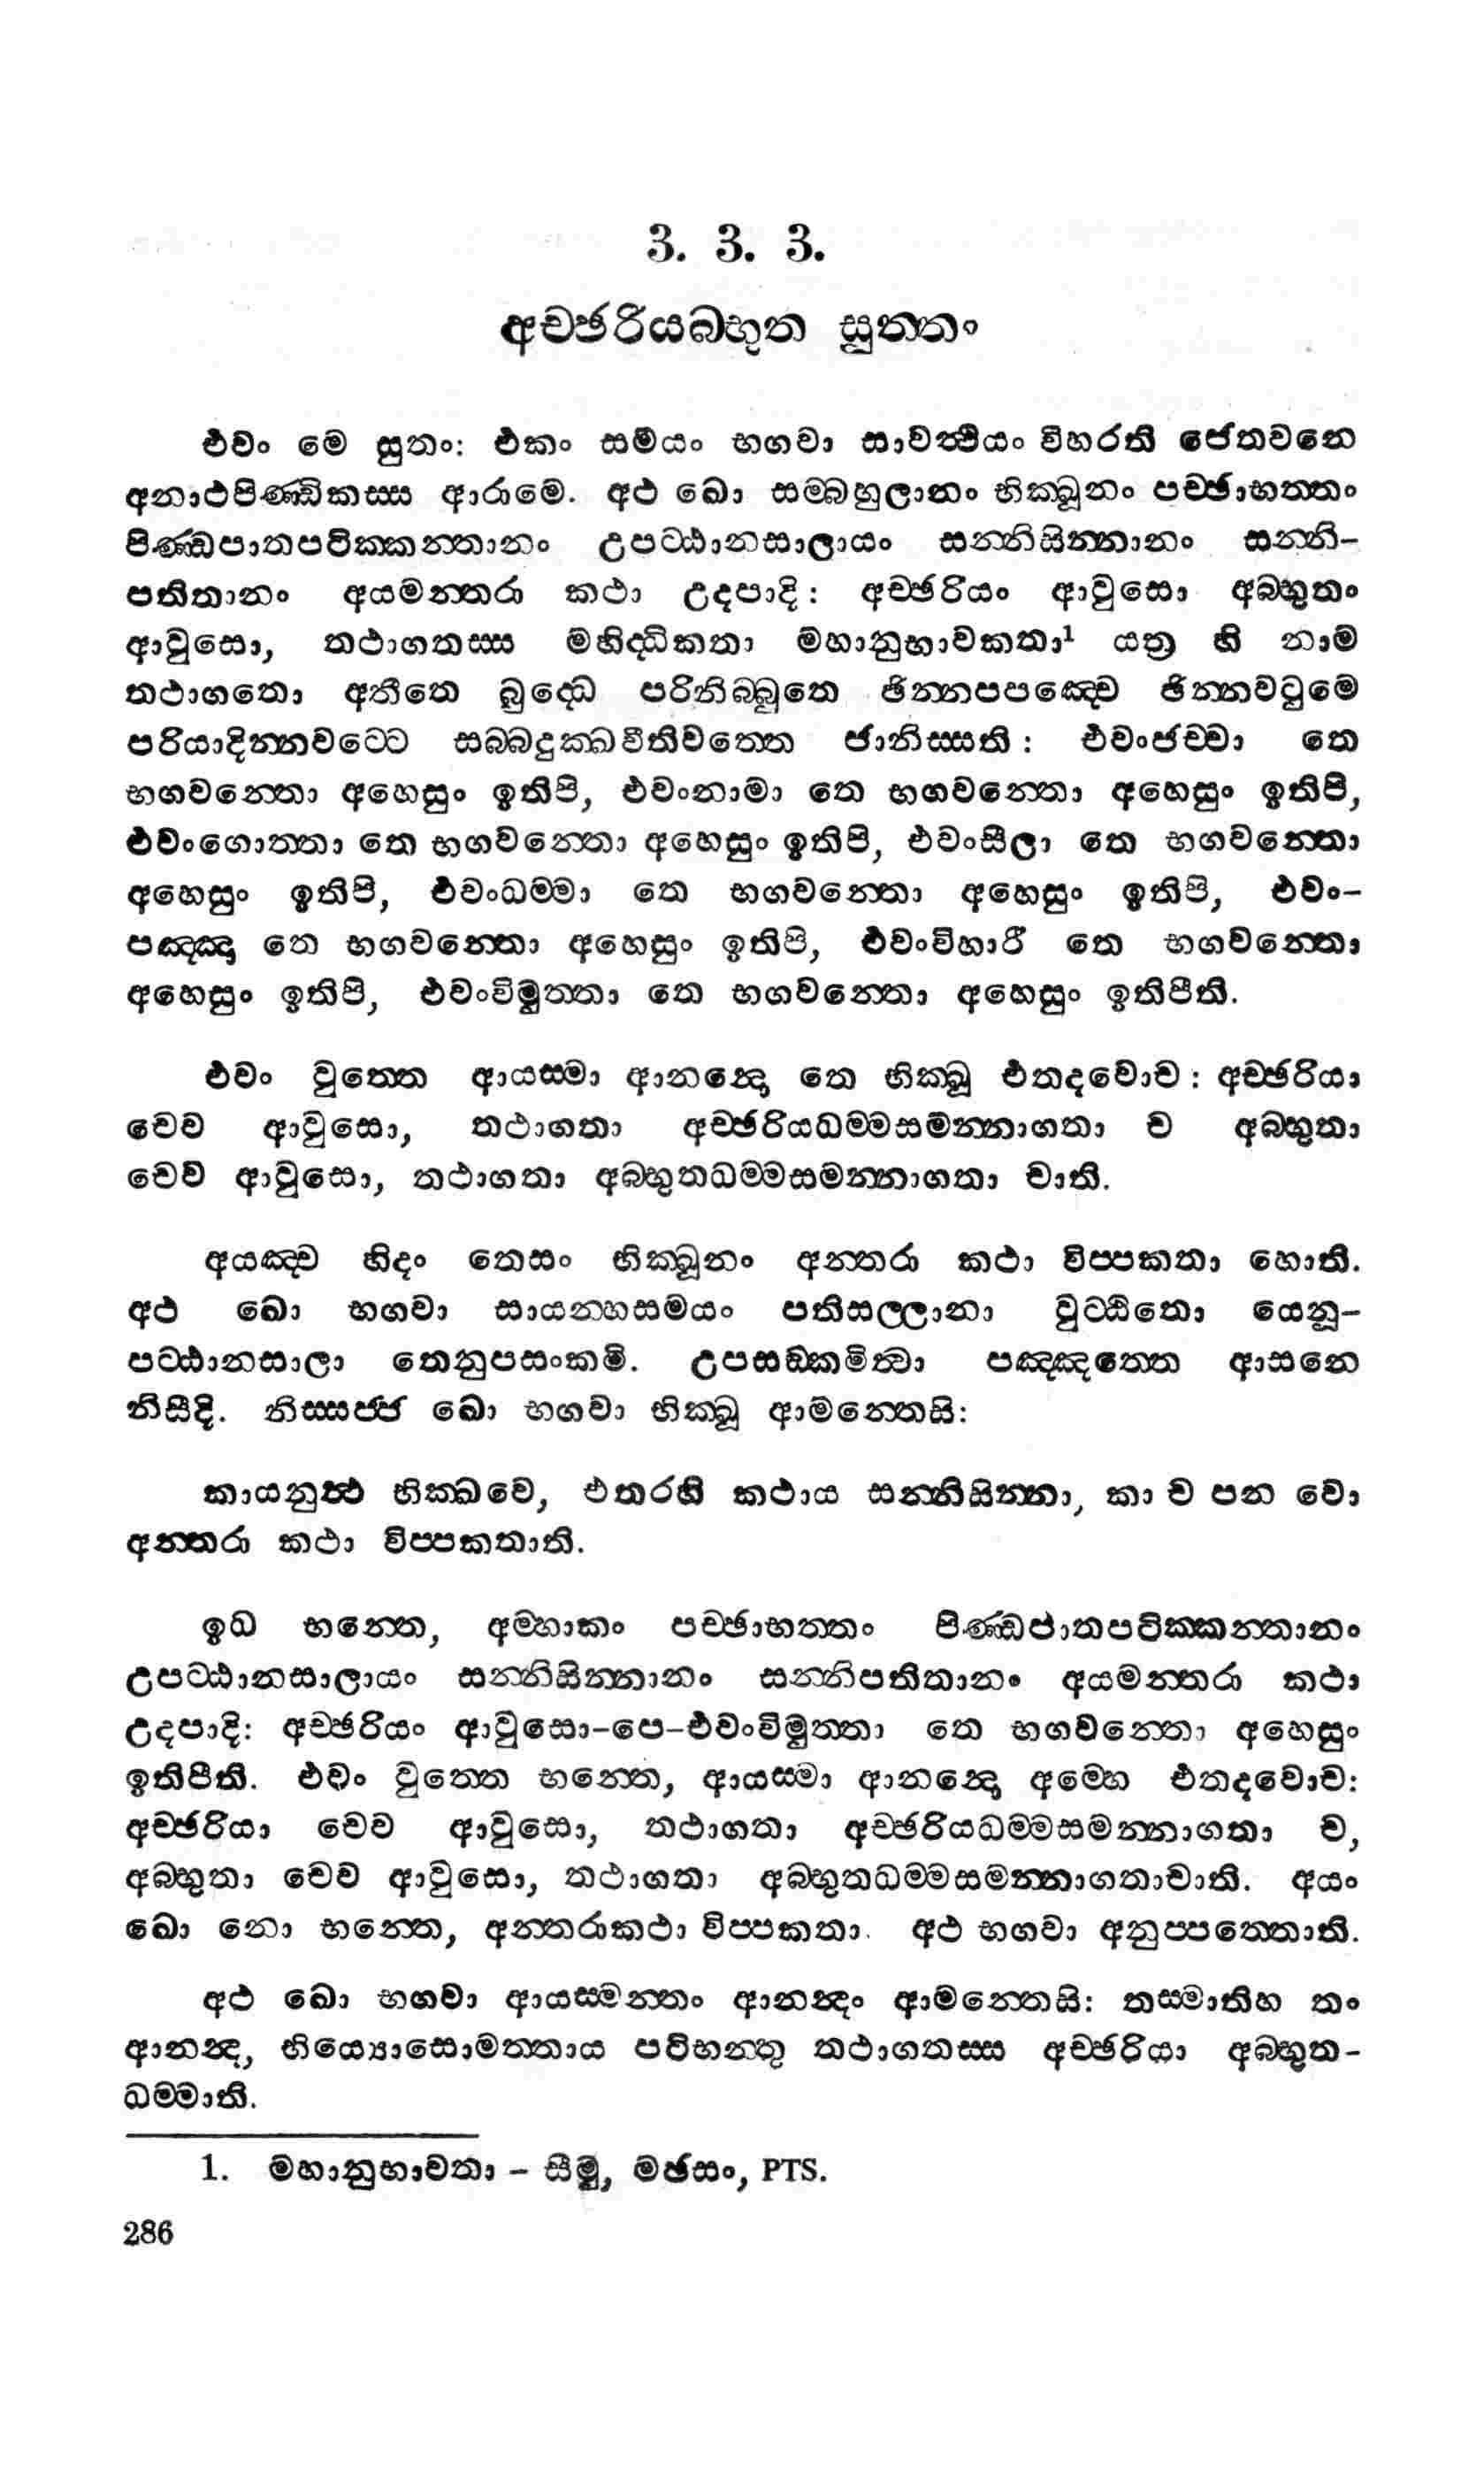 3. 3. 3.
අච්ඡරියබ්භූත සුත්තං
එවං මෙ සුතං: එකං සමයං භගවා සාවත්ථියං විහරති ජෙතවනෙ
අනාථපිණ්ඩිකස්ස ආරාමෙ. අථ ඛො සම්බහුලානං භික්ඛූනං පච්ඡාභත්තං
පිණ්ඩපාතපටික්කන්තානං උපට්ඨානසාලායං සන්නිසින්නානං සන්නි-
පතිතානං අයමන්තරා කථා උදපාදි: අච්ඡරියං ආවුසො අබ්භුතං
ආවුසො, තථාගතස්ස මහිද්ධිකතා මහානුභාවකතා¹ යත්‍ර හි නාම
තථාගතො අතීතෙ බුද්ධෙ පරිනිබ්බුතෙ ඡින්නපපඤ්චෙ ඡින්නවටුමෙ
පරියාදින්නවට්ටෙ සබ්බදුක්ඛවීතිවත්තෙ ජානිස්සති: එවංජච්චා තෙ
භගවන්තො අහෙසුං ඉතිපි, එවංනාමා තෙ භගවන්තො අහෙසුං ඉතිපි,
එවංගොත්තා තෙ භගවන්තො අහෙසුං ඉතිපි, එවංසීලා තෙ භගවන්තො
අහෙසුං ඉතිපි, එවංධම්මා තෙ භගවන්තො අහෙසුං ඉතිපි, එවං-
පඤ්ඤා තෙ භගවන්තො අහෙසුං ඉතිපි, එවංවිහාරී තෙ භගවන්තො
අහෙසුං ඉතිපි, එවංවිමුත්තා තෙ භගවන්තො අහෙසුං ඉතිපීති.
එවං වුත්තෙ ආයස්මා ආනන්දො තෙ භික්ඛූ එතදවොච: අච්ඡරියා
චෙව ආවුසො, තථාගතා අච්ඡරියධම්මසමන්නාගතා ච අබ්භුතා
චෙව ආවුසො, තථාගතා අබ්භුතධම්මසමන්නාගතා චාති.
අයඤ්ච හිදං තෙසං භික්ඛූනං අන්තරා කථා විප්පකතා හොති.
අථ ඛො භගවා සායන්හසමයං පතිසල්ලානා වුට්ඨිතො යෙනූ-
පට්ඨානසාලා තෙනුපසංකමි. උපසඞ්කමිත්‍වා පඤ්ඤත්තෙ ආසනෙ
නිසීදි. නිස්සජ්ජ ඛො භගවා භික්ඛූ ආමන්තෙසි:
කායනුත්ථ භික්ඛවෙ, එතරහි කථාය සන්නිසින්නා, කා ච පන වො
අන්තරා කථා විප්පකතාති.
ඉධ භන්තෙ, අම්හාකං පච්ඡාභත්තං පිණ්ඩපාතපටික්කන්තානං
උපට්ඨානසාලායං සන්නිසින්නානං සන්නිපතිතානං අයමන්තරා කථා
උදපාදි: අච්ඡරියං ආවුසො-පෙ-එවංවිමුත්තා තෙ භගවන්තො අහෙසුං
ඉතිපීති. එවං වුත්තෙ භන්තෙ, ආයස්මා ආනන්දො අම්හෙ එතදවොච:
අච්ඡරියා චෙව ආවුසො, තථාගතා අච්ඡරියධම්මසමන්නාගතා ච,
අබ්භුතා චෙව ආවුසො, තථාගතා අබ්භුතධම්මසමන්නාගතාචාති. අයං
ඛො නො භන්තෙ, අන්තරාකථා විප්පකතා. අථ භගවා අනුප්පත්තොති.
අථ ඛො භගවා ආයස්මන්තං ආනන්දං ආමන්තෙසි: තස්මාතිහ තං
ආනන්ද, භිය්‍යොසොමත්තාය පටිභන්තු තථාගතස්ස අච්ඡරියා අබ්භුත-
ධම්මාති.
1. මහානුභාවතා - සීමු, මඡසං, PTS.
286